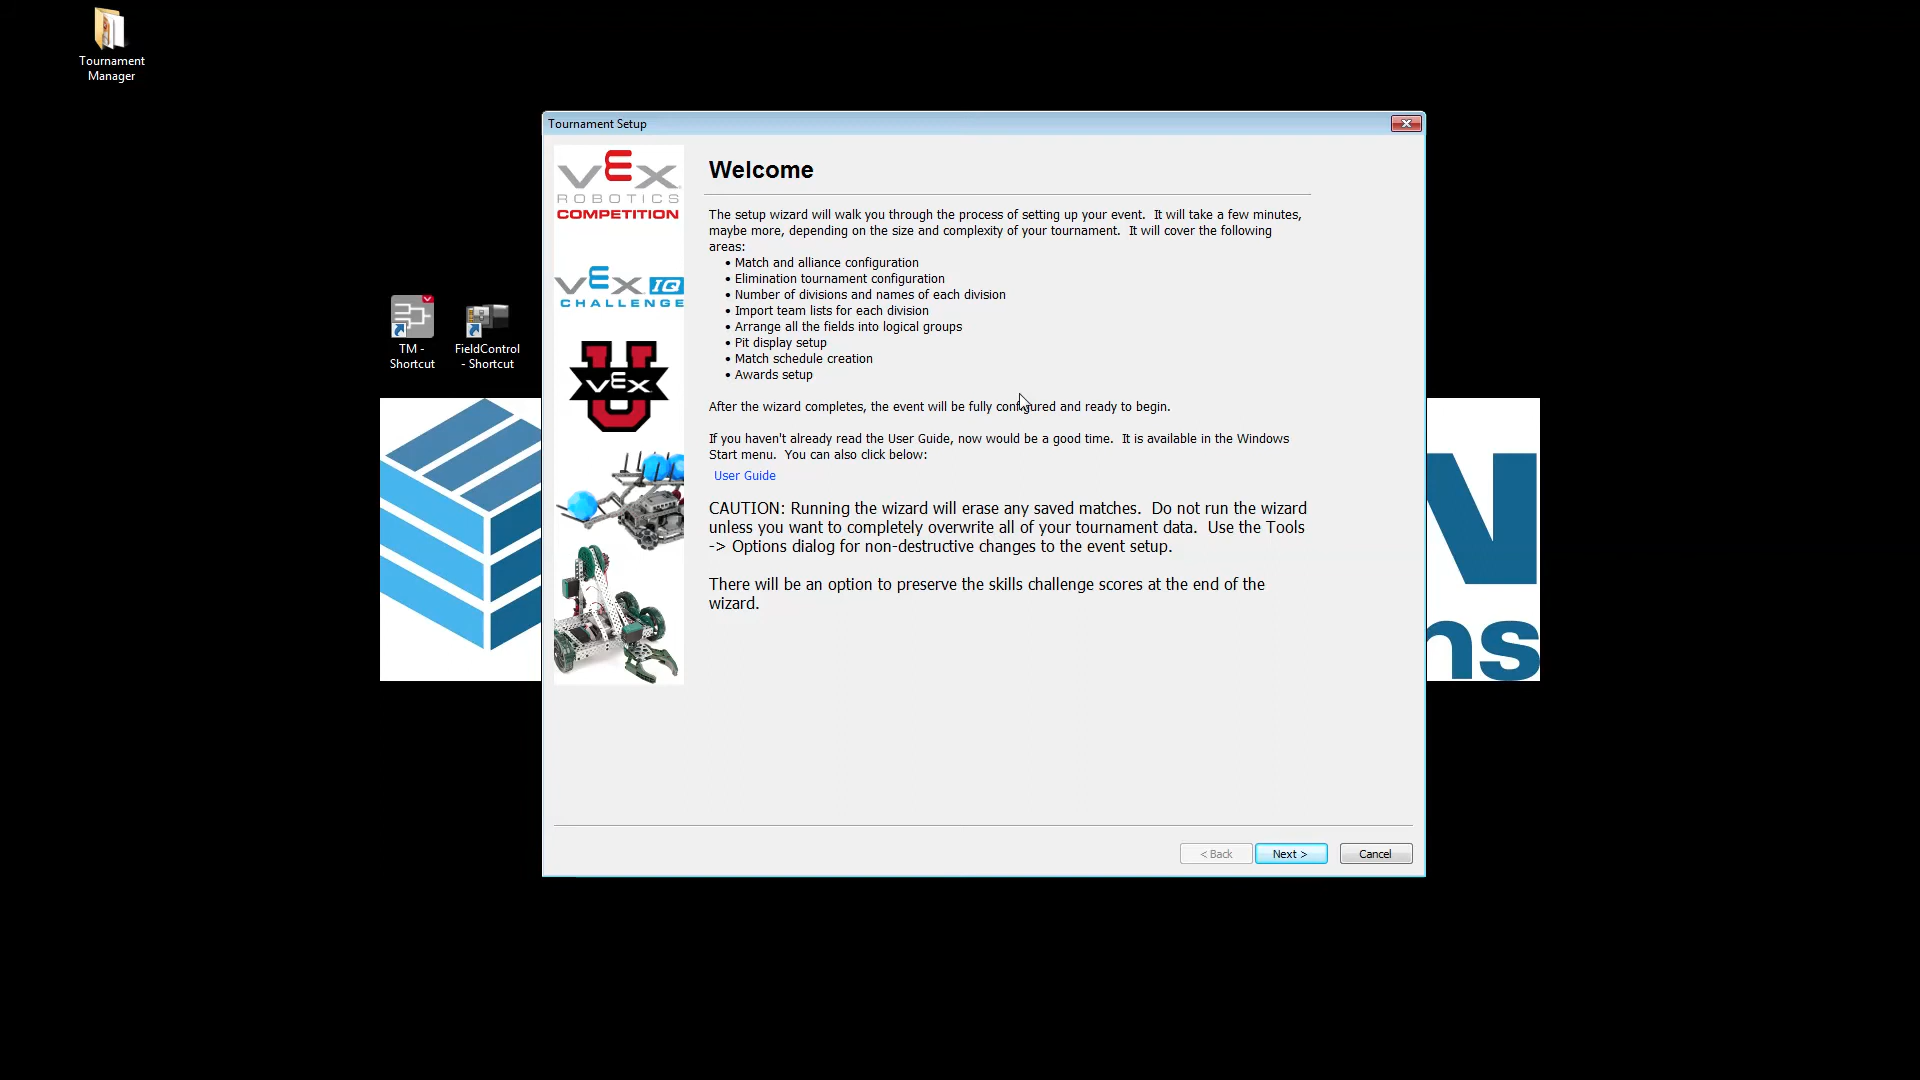 Tournament
Manager
TM -
Shortcut
FieldControl
- Shortcut
Tournament Setup
VEX
ROBOTICS
COMPETITION
VEX IQ
CHALLENGE
VEX U
Welcome
The setup wizard will walk you through the process of setting up your event.  It will take a few minutes,
maybe more, depending on the size and complexity of your tournament.  It will cover the following
areas:
• Match and alliance configuration
• Elimination tournament configuration
• Number of divisions and names of each division
• Import team lists for each division
• Arrange all the fields into logical groups
• Pit display setup
• Match schedule creation
• Awards setup
After the wizard completes, the event will be fully configured and ready to begin.
If you haven't already read the User Guide, now would be a good time.  It is available in the Windows
Start menu.  You can also click below:
User Guide
CAUTION: Running the wizard will erase any saved matches.  Do not run the wizard
unless you want to completely overwrite all of your tournament data.  Use the Tools
-> Options dialog for non-destructive changes to the event setup.
There will be an option to preserve the skills challenge scores at the end of the
wizard.
< Back
Next >
Cancel
ns